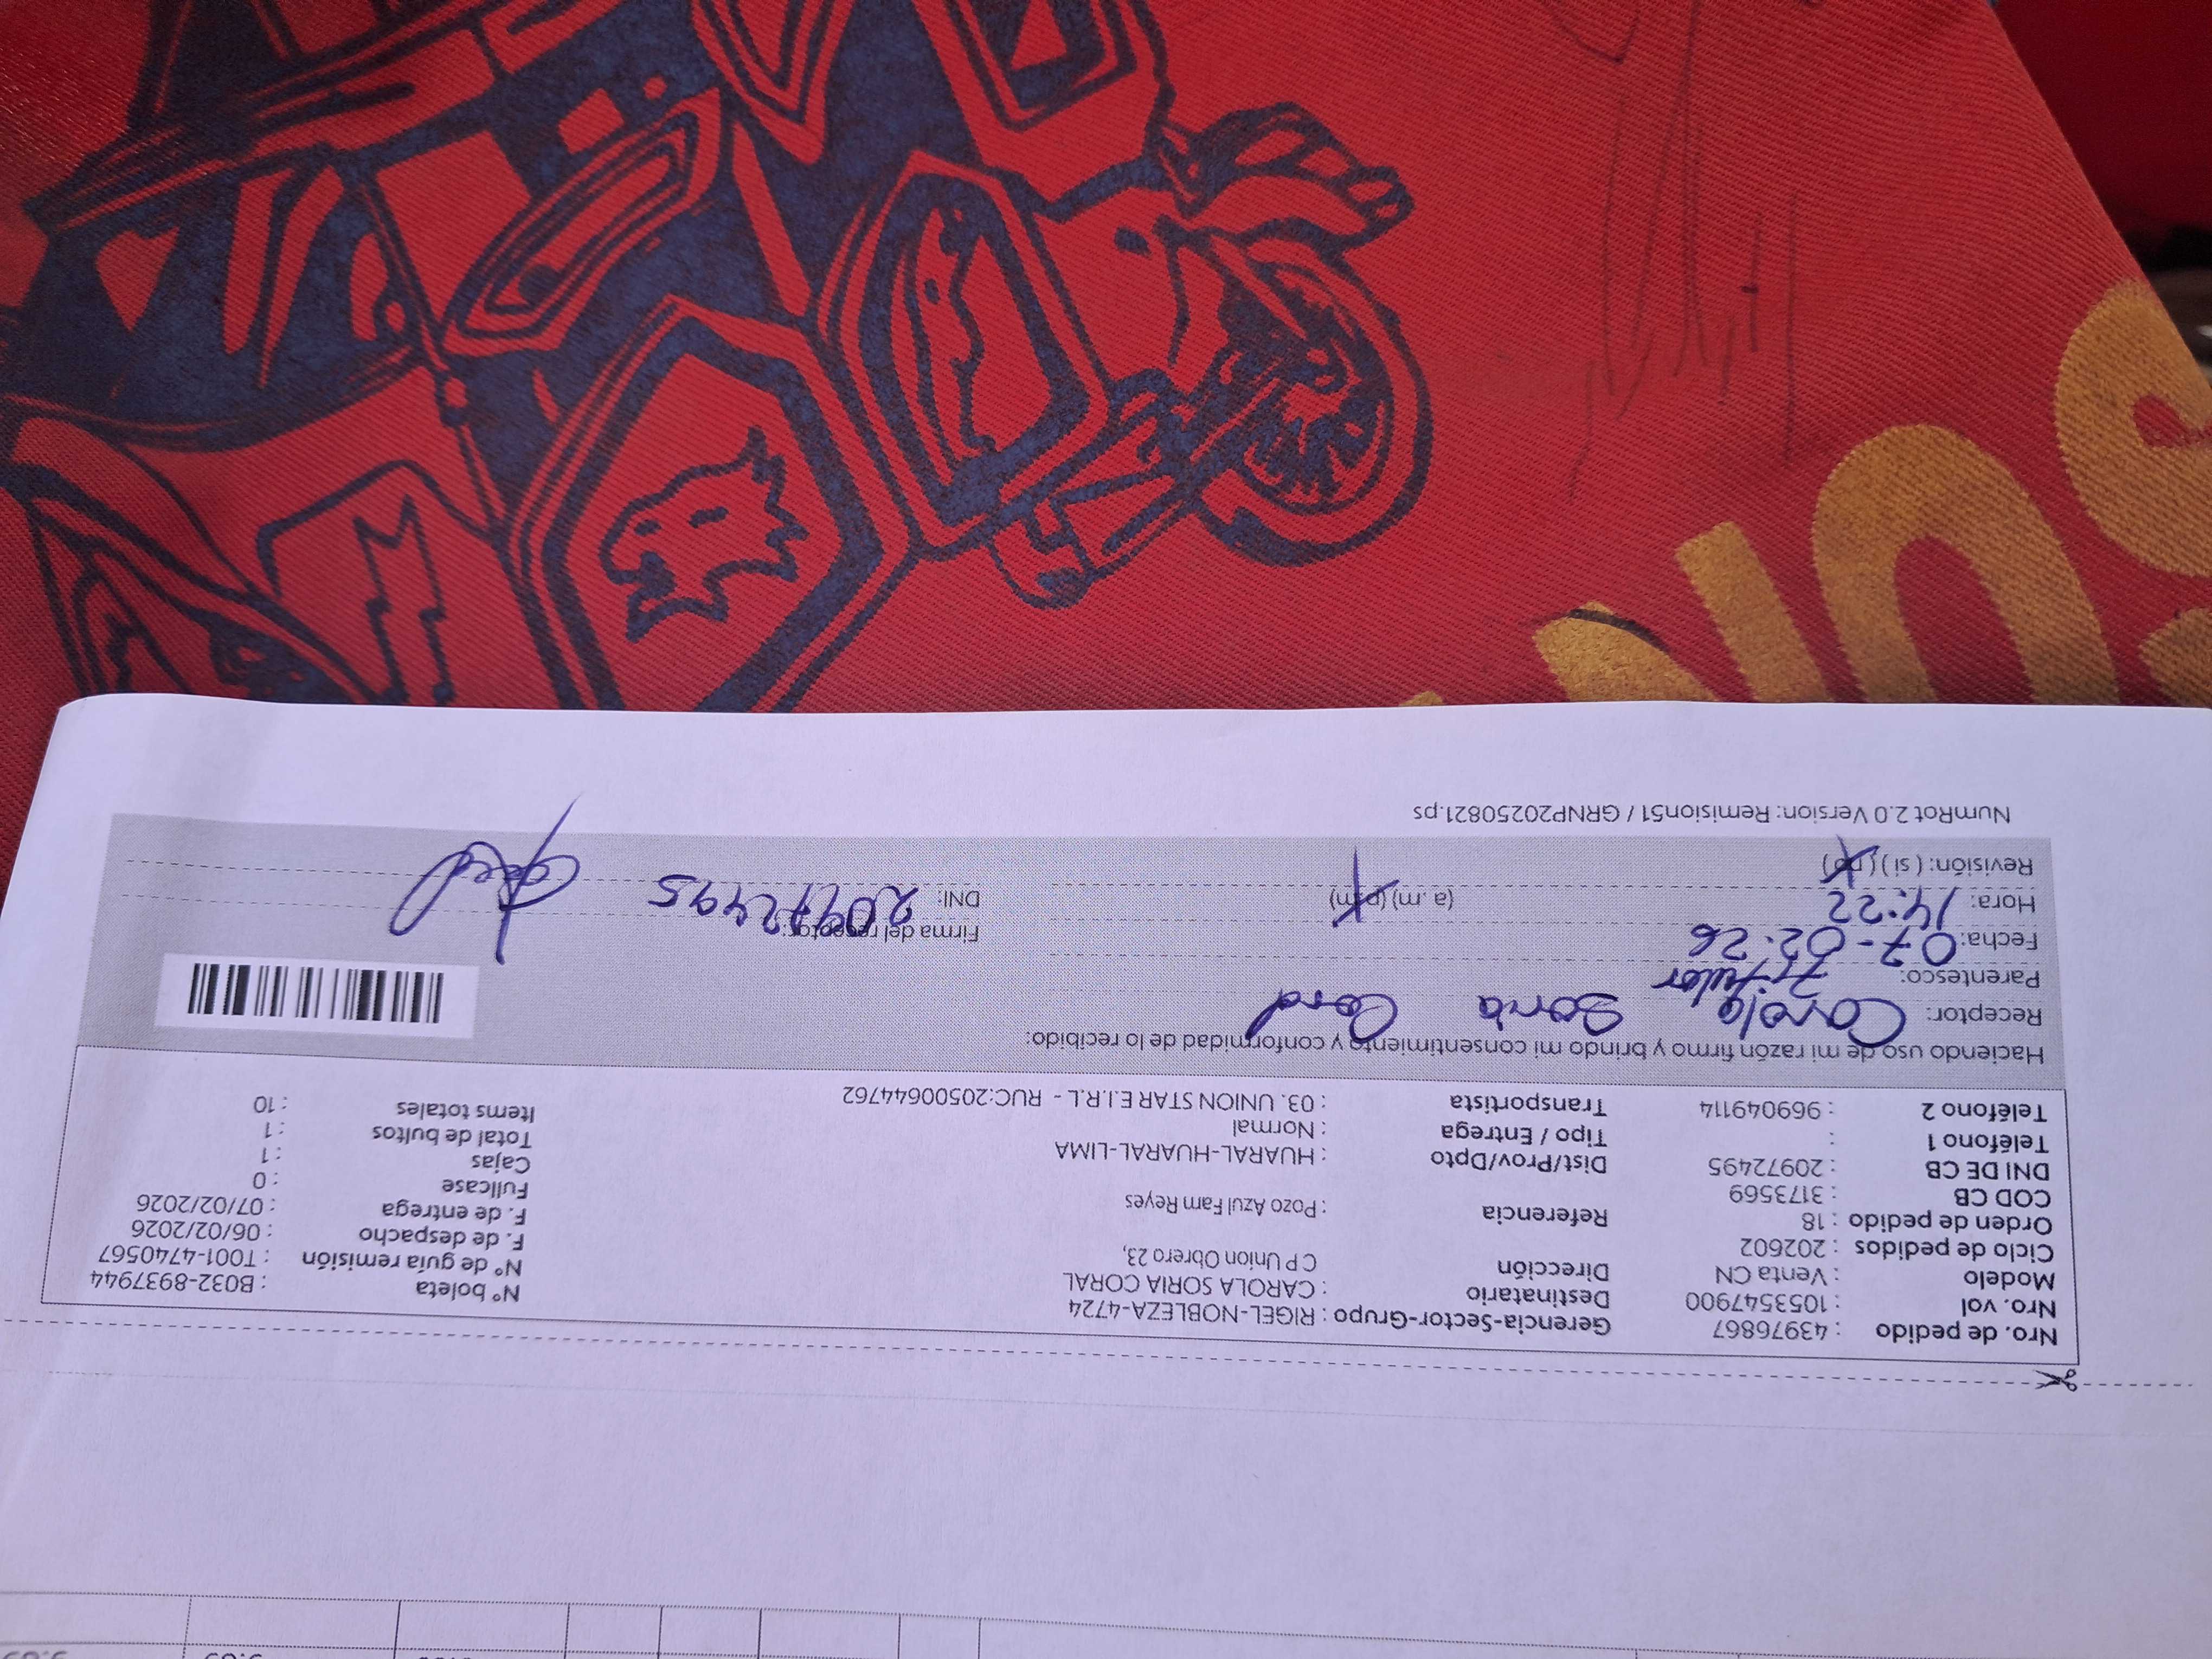 Nro. de pedido : 43976867 Gerencia-Sector-Grupo : RIGEL-NOBLEZA-4724 N° boleta : B032-8937944
Nro. vol : 1053547900 Destinatario : CAROLA SORIA CORAL N° de guía remisión : T001-4740567
Modelo : Venta CN Dirección C P Union Obrero 23, F. de despacho : 06/02/2026
Ciclo de pedidos : 202602 F. de entrega : 07/02/2026
Orden de pedido : 18 Referencia : Pozo Azul Fam Reyes Fullcase : 0
COD CB : 3173569 Cajas : 1
DNI DE CB : 20972495 Dist/Prov/Dpto : HUARAL-HUARAL-LIMA Total de bultos : 1
Teléfono 1 : Tipo / Entrega : Normal Items totales : 10
Teléfono 2 : 969049114 Transportista : 03. UNION STAR E.I.R.L - RUC:20500644762
Haciendo uso de mi razón firmo y brindo mi consentimiento y conformidad de lo recibido:
Receptor: Carola Soria Coral
Parentesco: Titular
Fecha: 07-02-26 Firma del receptor:
Hora: 14:22 (a. m) (p.m) DNI: 20972495
Revisión: ( si ) ( no )
NumRot 2.0 Version: Remision51 / GRNP20250821.ps